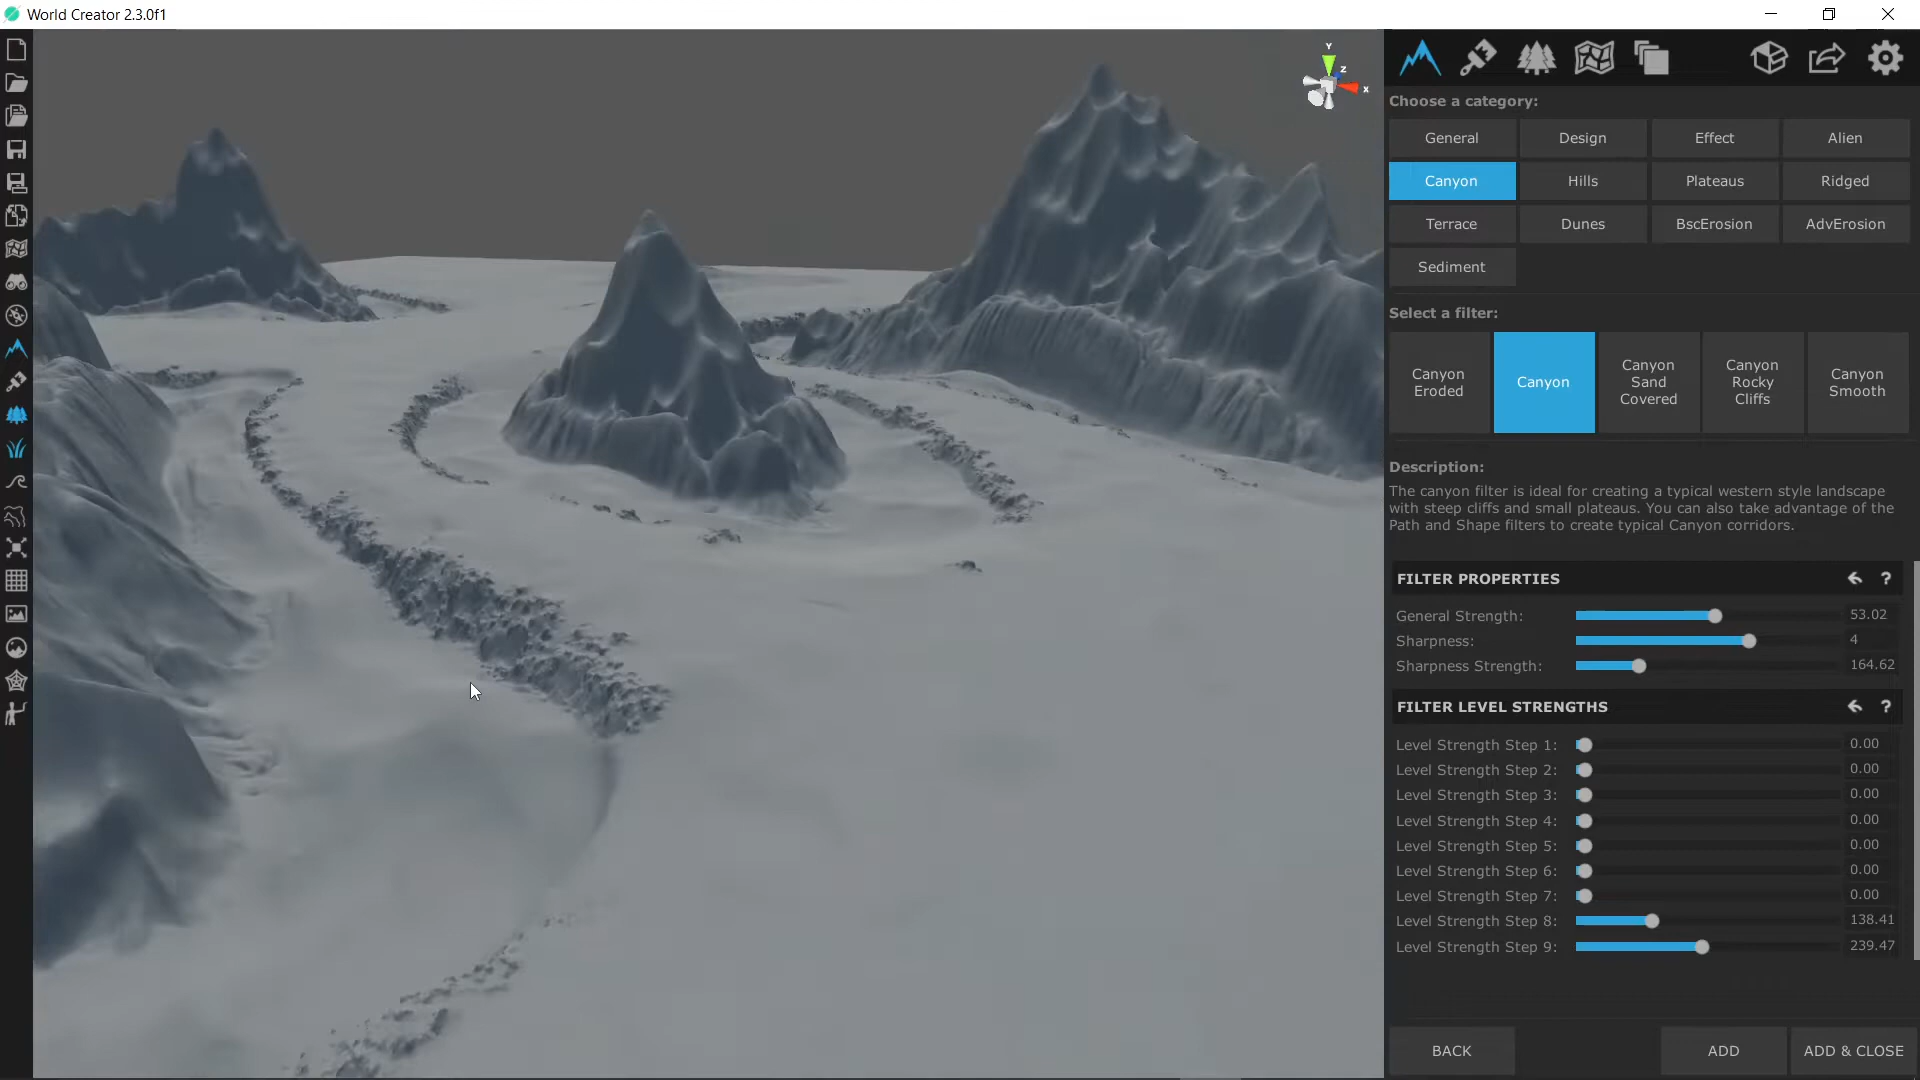 World Creator 2.3.0f1
Y
Z
X
Choose a category:
General Design Effect Alien
Canyon Hills Plateaus Ridged
Terrace Dunes BscErosion AdvErosion
Sediment
Select a filter:
Canyon Eroded
Canyon
Canyon Sand Covered
Canyon Rocky Cliffs
Canyon Smooth
Description:
The canyon filter is ideal for creating a typical western style landscape
with steep cliffs and small plateaus. You can also take advantage of the
Path and Shape filters to create typical Canyon corridors.
FILTER PROPERTIES ?
General Strength: 53.02
Sharpness: 4
Sharpness Strength: 164.62
FILTER LEVEL STRENGTHS ?
Level Strength Step 1: 0.00
Level Strength Step 2: 0.00
Level Strength Step 3: 0.00
Level Strength Step 4: 0.00
Level Strength Step 5: 0.00
Level Strength Step 6: 0.00
Level Strength Step 7: 0.00
Level Strength Step 8: 138.41
Level Strength Step 9: 239.47
BACK ADD ADD & CLOSE